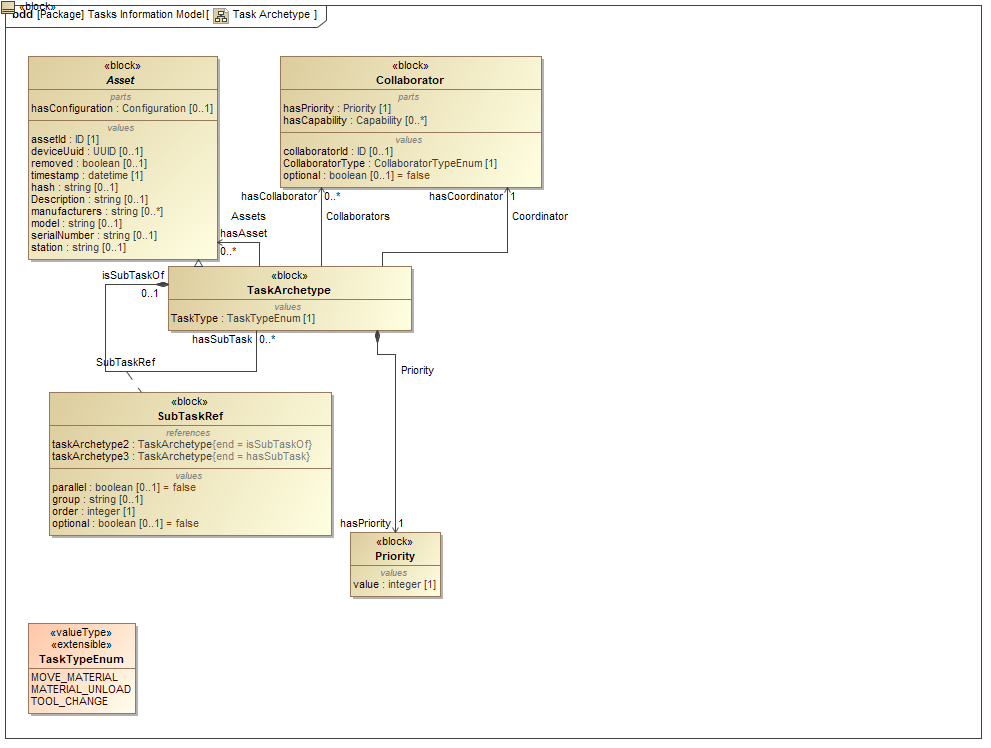 «block»
bdd [Package] Tasks Information Model[ Task Archetype ]
«block»
Asset
parts
hasConfiguration : Configuration [0..1]
values
assetId : ID [1]
deviceUuid : UUID [0..1]
removed : boolean [0..1]
timestamp : datetime [1]
hash : string [0..1]
Description : string [0..1]
manufacturers : string [0..*]
model : string [0..1]
serialNumber : string [0..1]
station : string [0..1]
«block»
Collaborator
parts
hasPriority : Priority [1]
hasCapability : Capability [0..*]
values
collaboratorId : ID [0..1]
CollaboratorType : CollaboratorTypeEnum [1]
optional : boolean [0..1] = false
hasCollaborator 0..*
hasCoordinator 1
Assets
Collaborators
Coordinator
hasAsset
0..*
isSubTaskOf
0..1
«block»
TaskArchetype
values
TaskType : TaskTypeEnum [1]
hasSubTask 0..*
SubTaskRef
Priority
«block»
SubTaskRef
references
taskArchetype2 : TaskArchetype{end = isSubTaskOf}
taskArchetype3 : TaskArchetype{end = hasSubTask}
values
parallel : boolean [0..1] = false
group : string [0..1]
order : integer [1]
optional : boolean [0..1] = false
hasPriority 1
«block»
Priority
values
value : integer [1]
«valueType»
«extensible»
TaskTypeEnum
MOVE_MATERIAL
MATERIAL_UNLOAD
TOOL_CHANGE